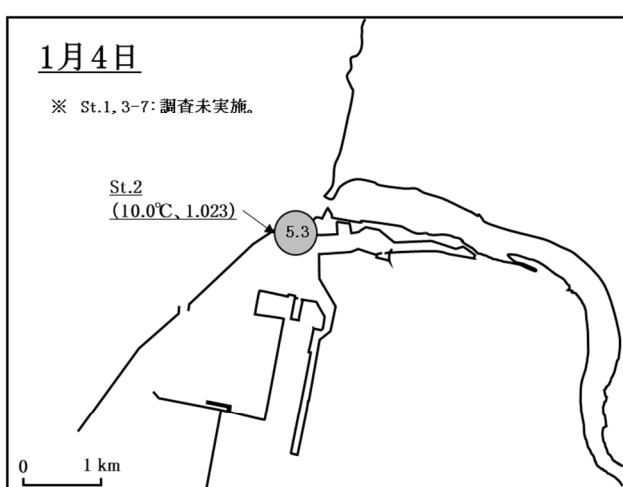 1月4日
※ St.1, 3-7: 調査未実施。
St.2
(10.0℃、1.023)
5.3
0 1 km